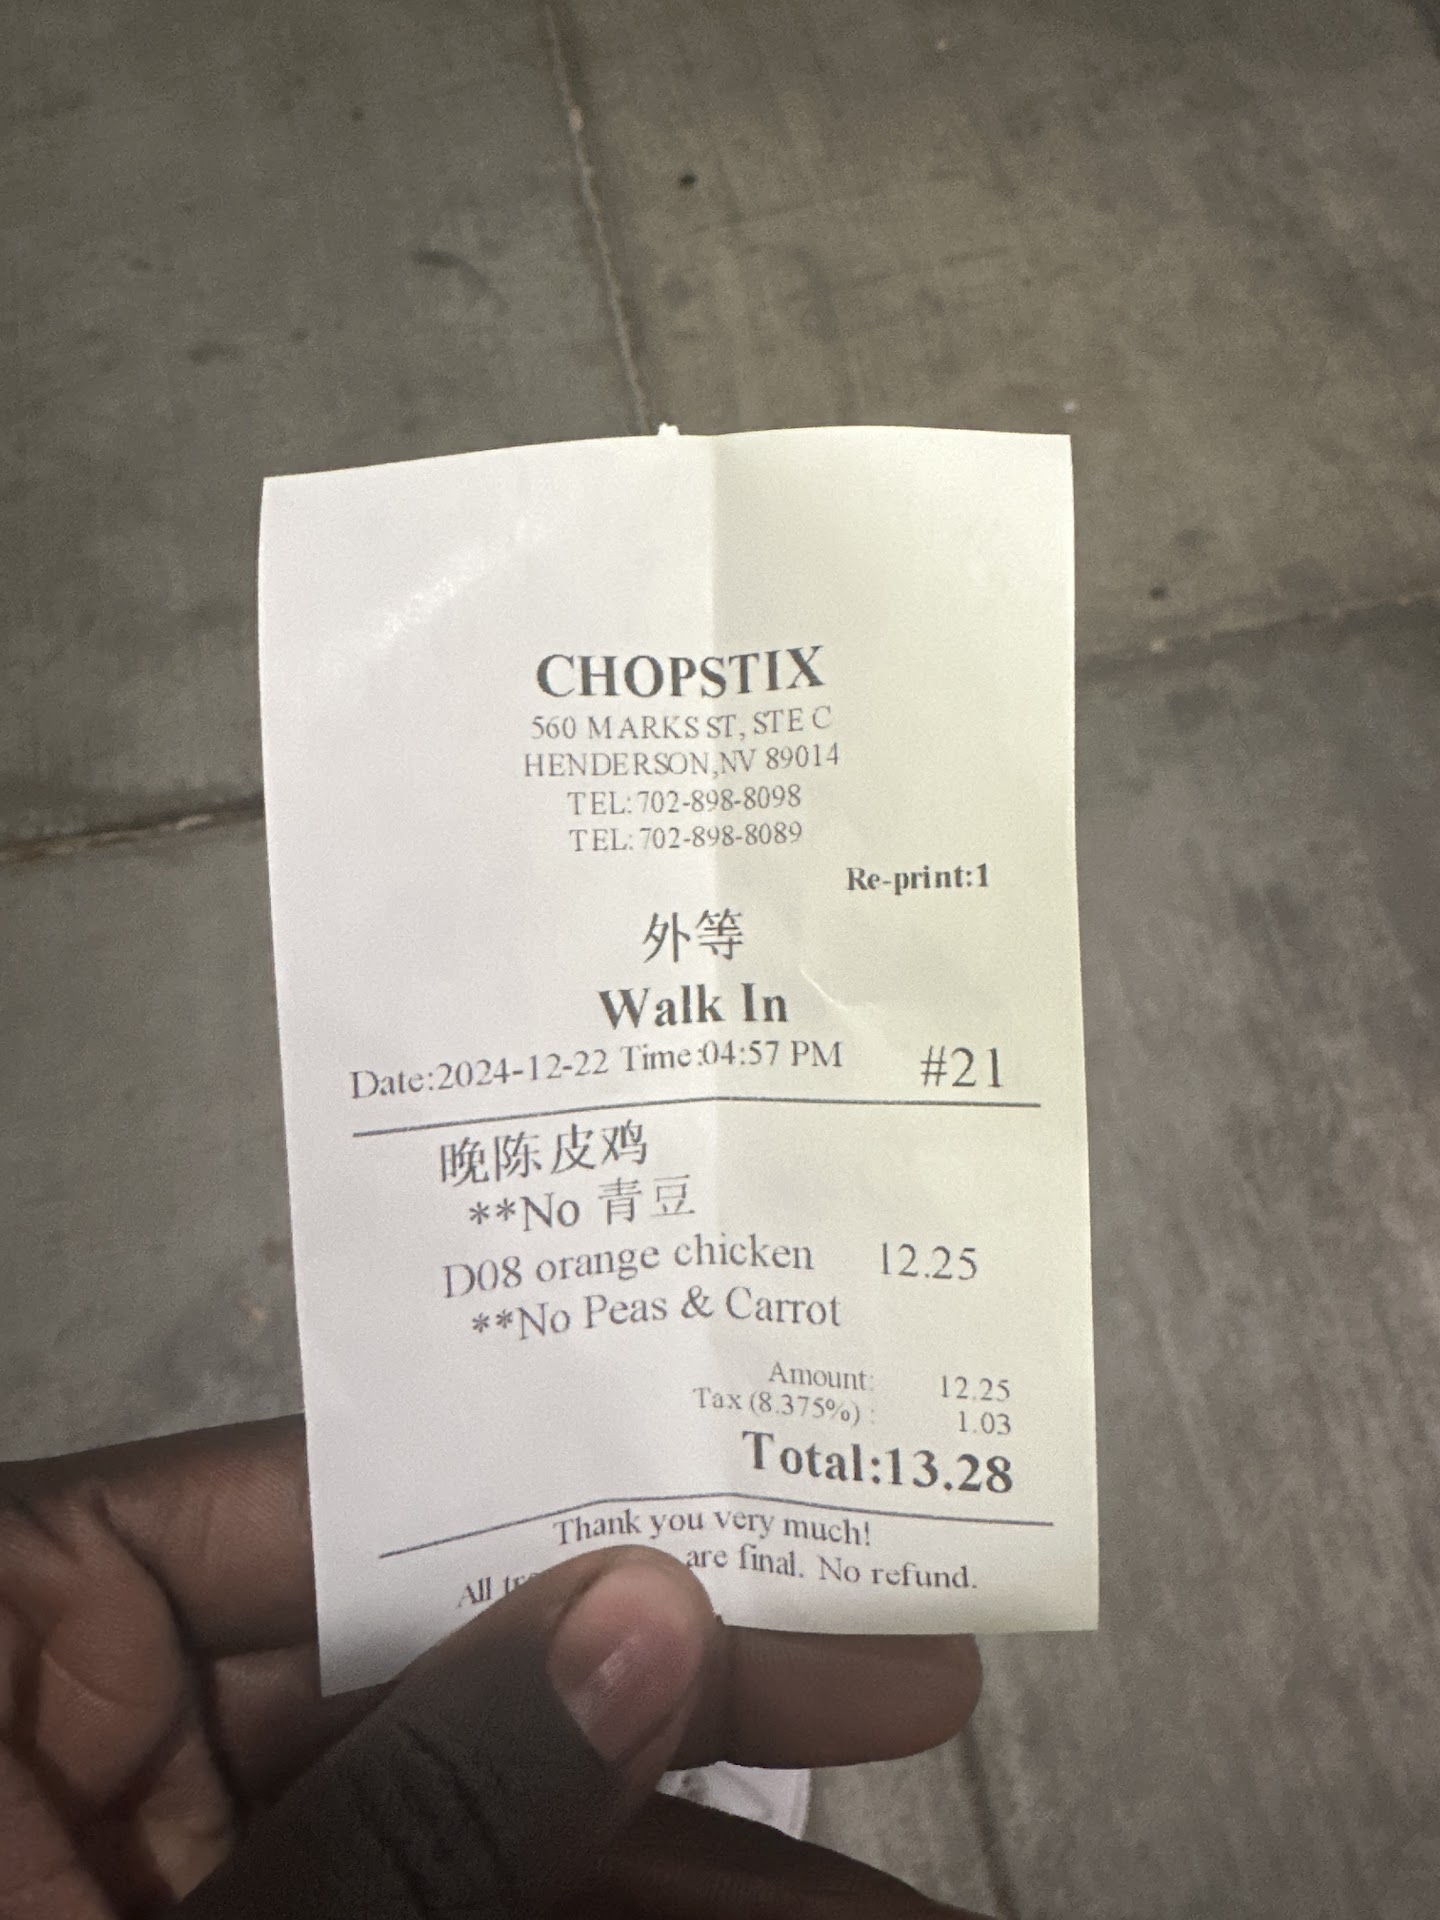 CHOPSTIX
560 MARKS ST, STE C
HENDERSON,NV 89014
TEL:702-898-8098
TEL:702-898-8089
Re-print:1
外等
Walk In
Date:2024-12-22 Time:04:57 PM #21
晚陈皮鸡
**No 青豆
D08 orange chicken 12.25
**No Peas & Carrot
Amount: 12.25
Tax (8.375%) : 1.03
Total:13.28
Thank you very much!
All are final. No refund.